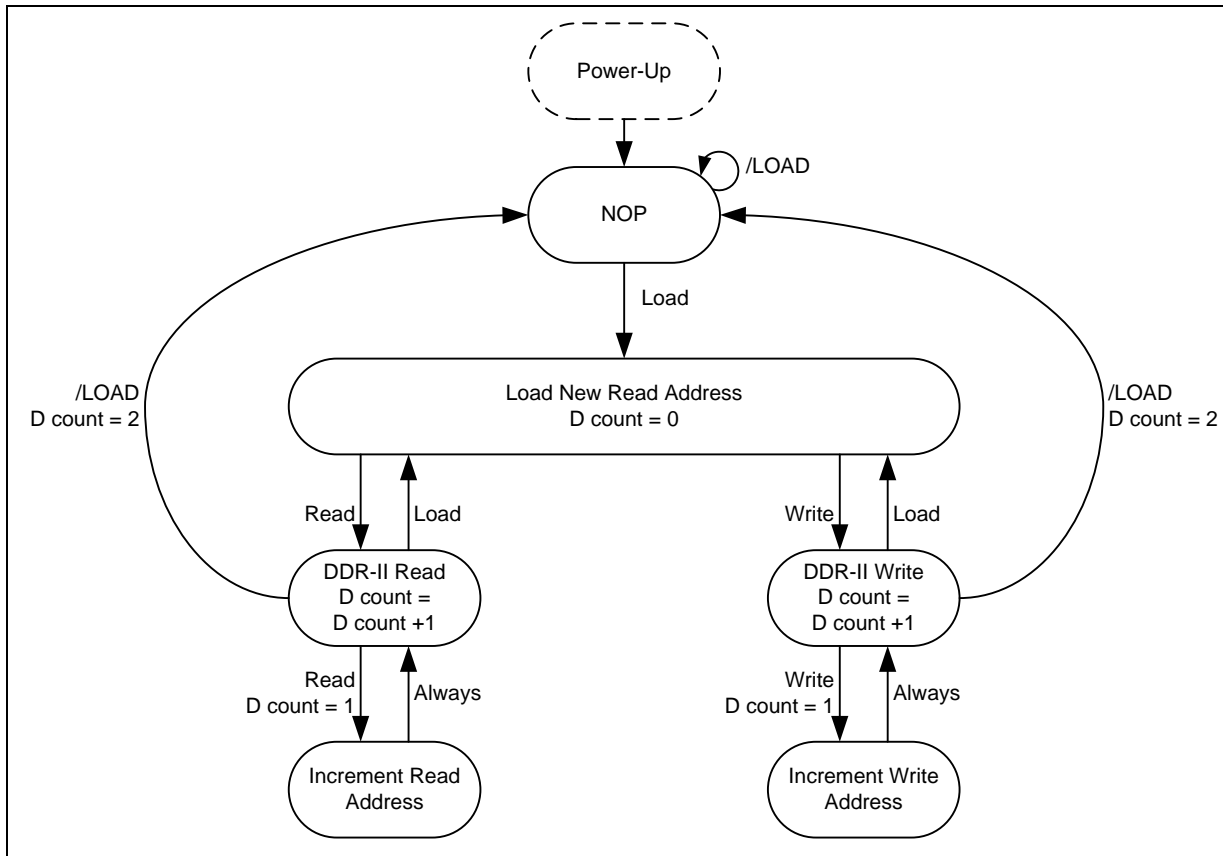 Power-Up
/LOAD
NOP
Load
Load New Read Address
D count = 0
/LOAD
D count = 2
/LOAD
D count = 2
Read
Load
Write
Load
DDR-II Read
D count =
D count +1
DDR-II Write
D count =
D count +1
Read
D count = 1
Always
Write
D count = 1
Always
Increment Read
Address
Increment Write
Address